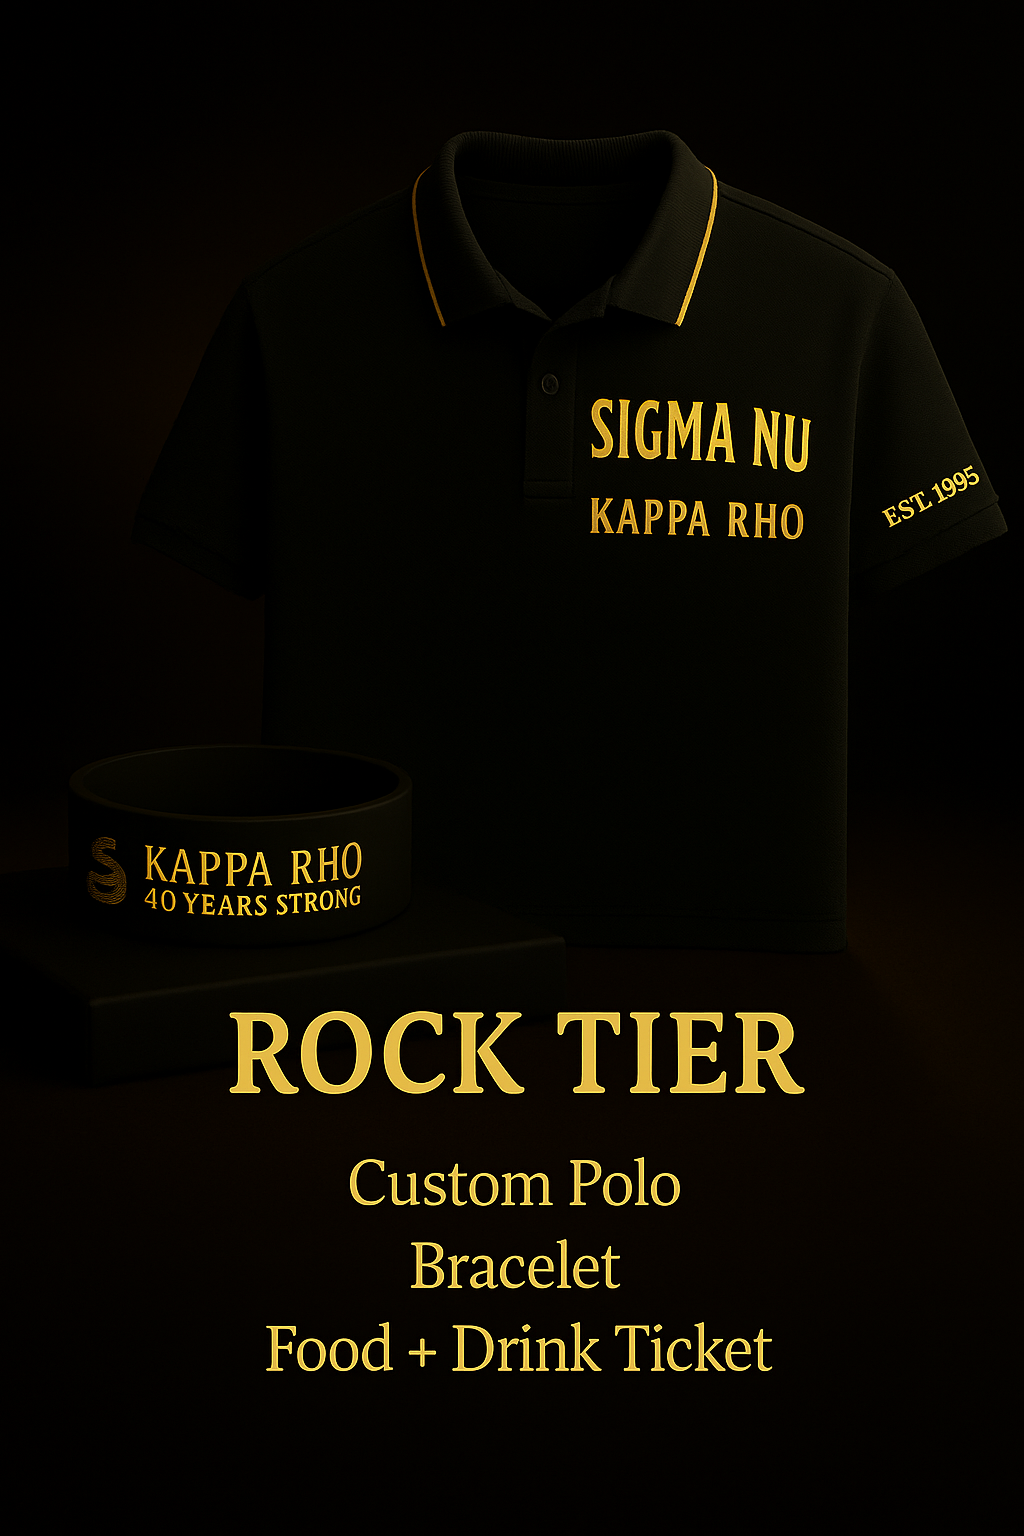 SIGMA NU
KAPPA RHO
EST. 1995
KAPPA RHO
40 YEARS STRONG
ROCK TIER
Custom Polo
Bracelet
Food + Drink Ticket